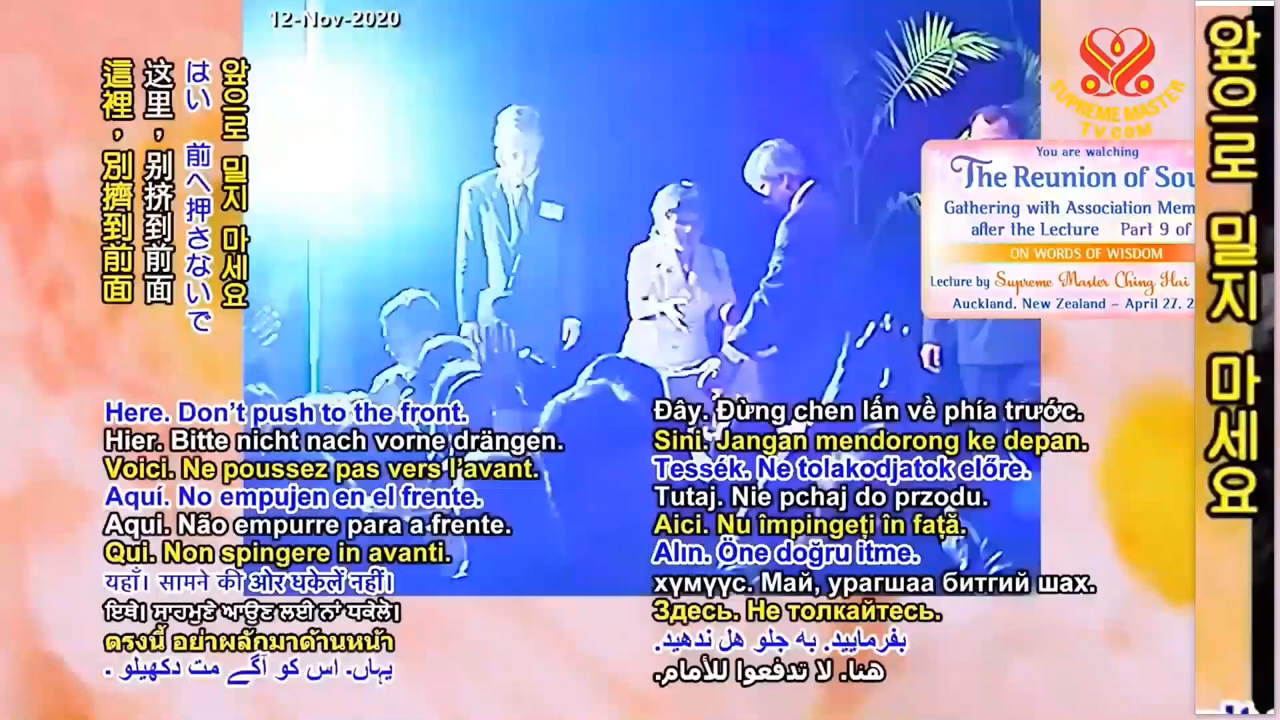 12-Nov-2020
앞으로 밀지 마세요
はい 前へ押さないで
这里，别挤到前面
這裡，別擠到前面
SUPREME MASTER
TV.COM
You are watching
The Reunion of Sou
Gathering with Association Mem
after the Lecture Part 9 of
ON WORDS OF WISDOM
Lecture by Supreme Master Ching Hai
Auckland, New Zealand – April 27, 2
Here. Don’t push to the front.
Hier. Bitte nicht nach vorne drängen.
Voici. Ne poussez pas vers l’avant.
Aquí. No empujen en el frente.
Aqui. Não empurre para a frente.
Qui. Non spingere in avanti.
यहाँ। सामने की ओर धकेलें नहीं।
ਇਥੇ। ਸਾਹਮੁਣੇ ਆਉਣ ਲਈ ਨਾਂ ਧਕੇਲੋ।
ตรงนี้ อย่าผลักมาด้านหน้า
یہاں۔ اس کو آگے مت دکھیلو .
Đây. Đừng chen lấn về phía trước.
Sini. Jangan mendorong ke depan.
Tessék. Ne tolakodjatok előre.
Tutaj. Nie pchaj do przodu.
Aici. Nu împingeți în față.
Alın. Öne doğru itme.
хүмүүс. Май, урагшаа битгий шах.
Здесь. Не толкайтесь.
بفرمایید. به جلو هل ندهید.
هنا. لا تدفعوا للأمام.
앞으로 밀지 마세요